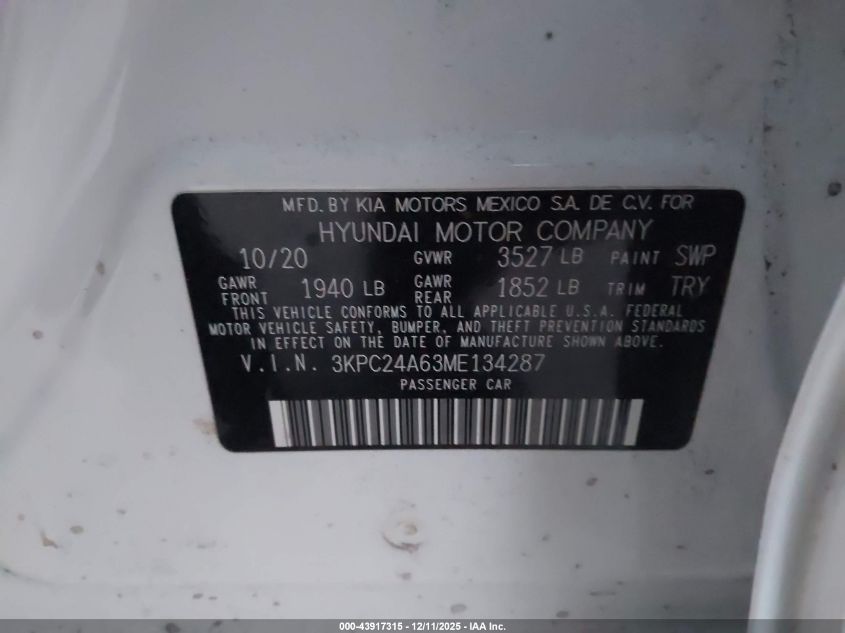 MFD. BY KIA MOTORS MEXICO S.A. DE C.V. FOR
HYUNDAI MOTOR COMPANY
10/20 GVWR 3527 LB PAINT SWP
GAWR FRONT 1940 LB GAWR REAR 1852 LB TRIM TRY
THIS VEHICLE CONFORMS TO ALL APPLICABLE U.S.A. FEDERAL
MOTOR VEHICLE SAFETY, BUMPER, AND THEFT PREVENTION STANDARDS
IN EFFECT ON THE DATE OF MANUFACTURE SHOWN ABOVE.
V.I.N. 3KPC24A63ME134287
PASSENGER CAR
000-43917315 - 12/11/2025 - IAA Inc.